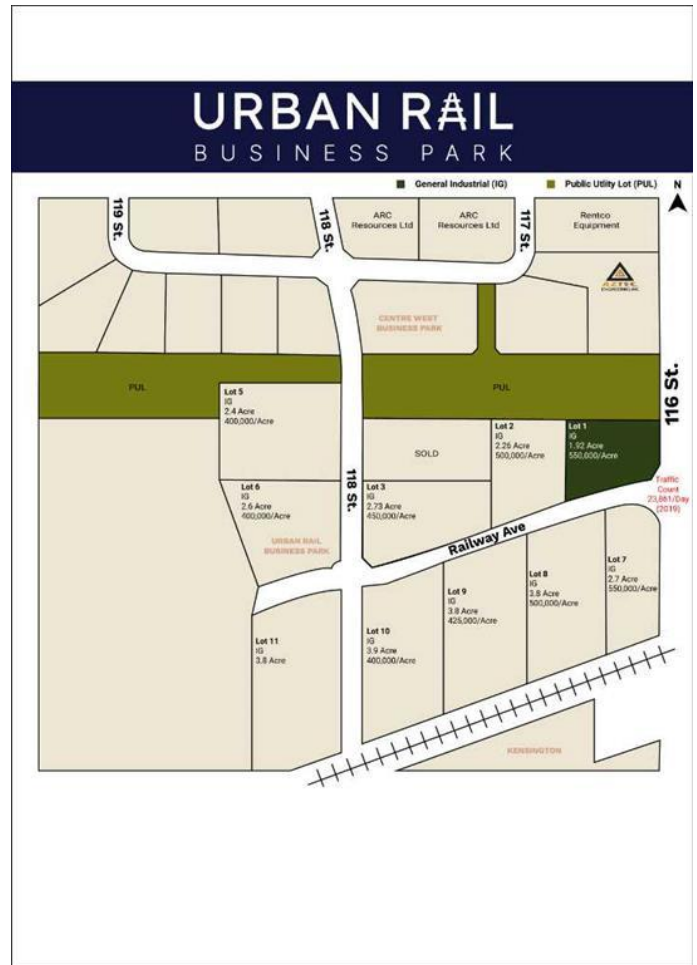 URBAN RAIL
BUSINESS PARK
General Industrial (IG)
Public Utlity Lot (PUL)
N
119 St.
118 St.
ARC
Resources Ltd
ARC
Resources Ltd
117 St.
Rentco
Equipment
AZTEC
CENTRE WEST
BUSINESS PARK
PUL
PUL
116 St.
Lot 5
IG
2.4 Acre
400,000/Acre
SOLD
Lot 2
IG
2.26 Acre
500,000/Acre
Lot 1
IG
1.92 Acre
550,000/Acre
118 St.
Lot 6
IG
2.6 Acre
400,000/Acre
Lot 3
IG
2.73 Acre
450,000/Acre
Traffic
Count
23,861/Day
(2019)
URBAN RAIL
BUSINESS PARK
Railway Ave
Lot 7
IG
2.7 Acre
550,000/Acre
Lot 8
IG
3.8 Acre
500,000/Acre
Lot 9
IG
3.8 Acre
425,000/Acre
Lot 10
IG
3.9 Acre
400,000/Acre
Lot 11
IG
3.8 Acre
KENSINGTON